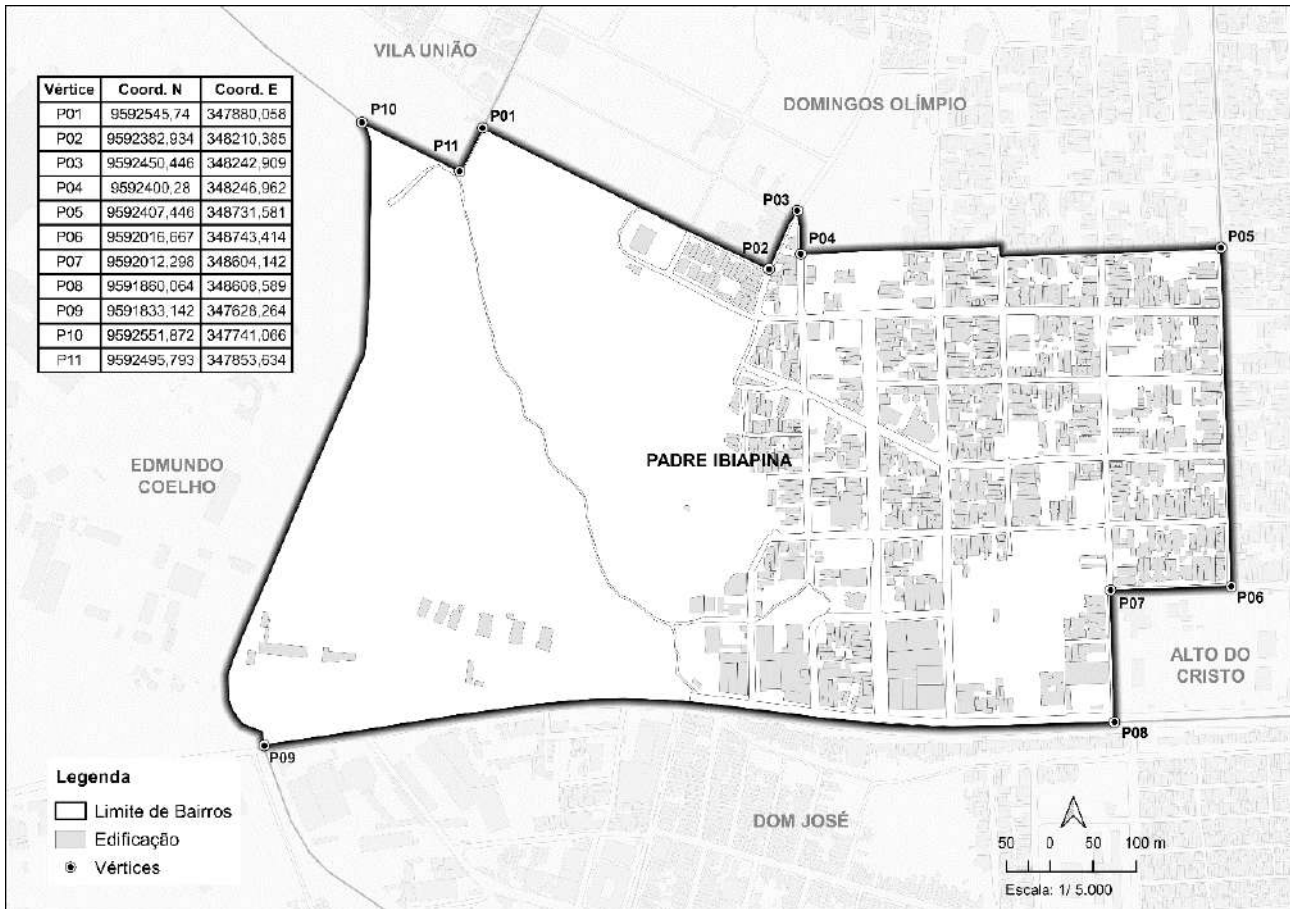 VILA UNIÃO
DOMINGOS OLÍMPIO
Vértice Coord. N Coord. E
P01 9592545,74 347880,058
P02 9592382,934 348210,385
P03 9592450,446 348242,909
P04 9592400,28 348246,962
P05 9592407,446 348731,581
P06 9592016,667 348743,414
P07 9592012,298 348604,142
P08 9591860,064 348608,589
P09 9591833,142 347628,264
P10 9592551,872 347741,066
P11 9592495,793 347853,634
P10
P01
P11
P03
P02
P04
P05
EDMUNDO
COELHO
PADRE IBIAPINA
P07
P06
ALTO DO
CRISTO
P08
P09
DOM JOSÉ
Legenda
Limite de Bairros
Edificação
Vértices
50 0 50 100 m
Escala: 1/ 5.000